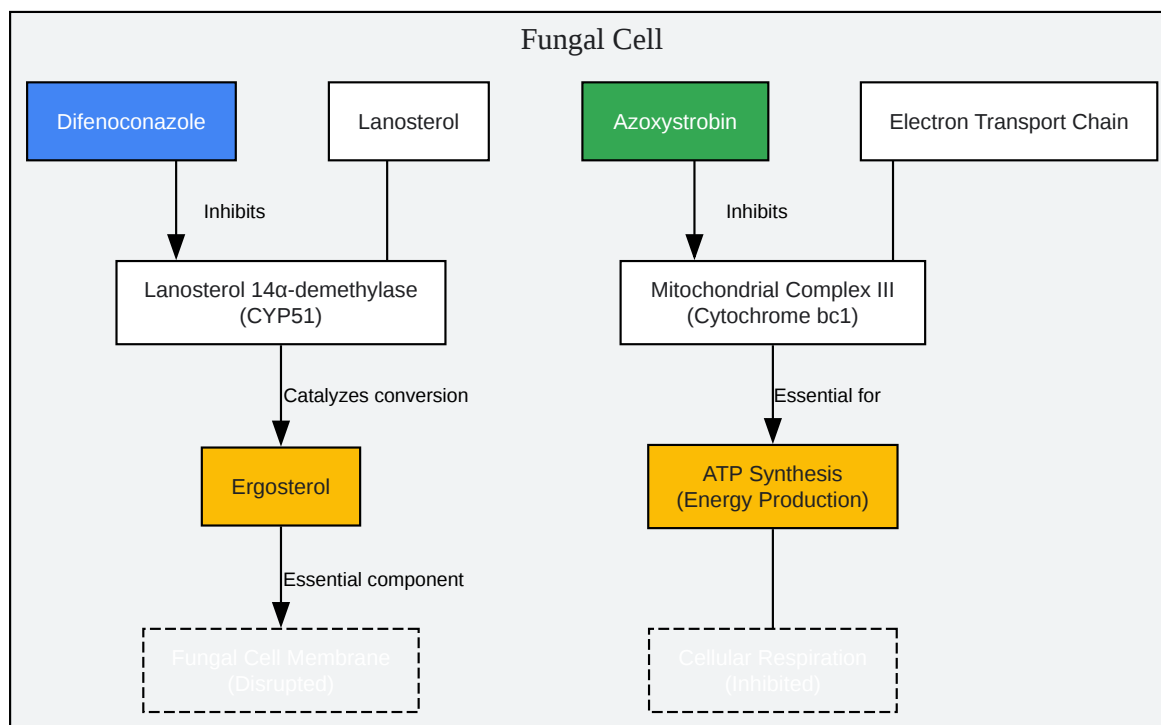 Fungal Cell
Difenoconazole
Lanosterol
Azoxystrobin
Electron Transport Chain
Inhibits
Inhibits
Lanosterol 14α-demethylase
(CYP51)
Mitochondrial Complex III
(Cytochrome bc1)
Catalyzes conversion
Essential for
Ergosterol
ATP Synthesis
(Energy Production)
Essential component
Fungal Cell Membrane
(Disrupted)
Cellular Respiration
(Inhibited)